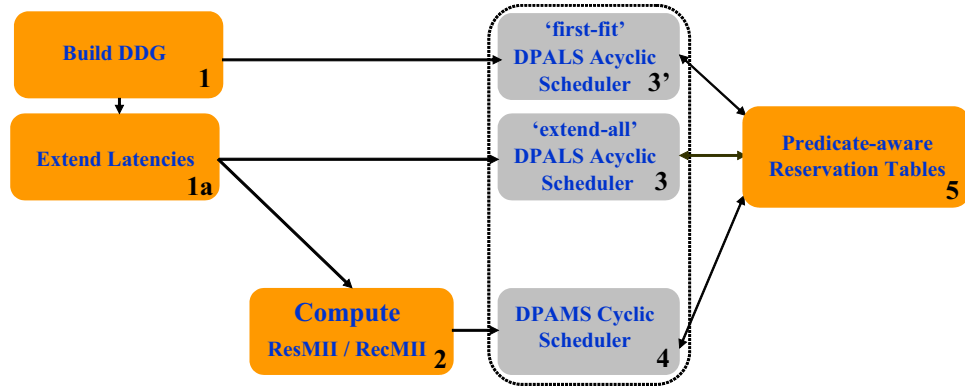 Build DDG
1
Extend Latencies
1a
Compute
ResMII / RecMII
2
‘first-fit’
DPALS Acyclic
Scheduler
3’
‘extend-all’
DPALS Acyclic
Scheduler
3
DPAMS Cyclic
Scheduler
4
Predicate-aware
Reservation Tables
5